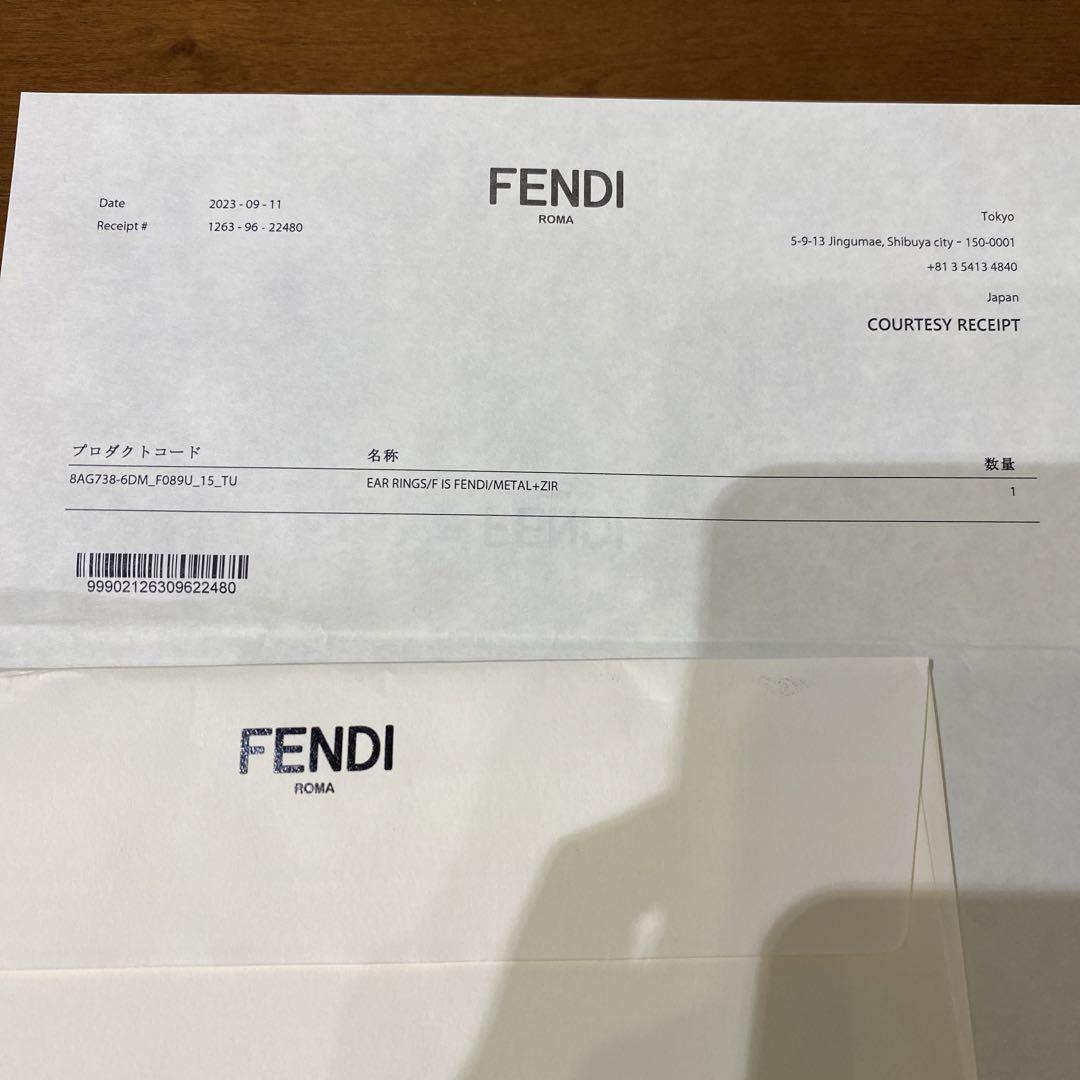 FENDI
ROMA
Date 2023 - 09 - 11
Receipt # 1263 - 96 - 22480
Tokyo
5-9-13 Jingumae, Shibuya city - 150-0001
+81 3 5413 4840
Japan
COURTESY RECEIPT
プロダクトコード 名称 数量
8AG738-6DM_F089U_15_TU EAR RINGS/F IS FENDI/METAL+ZIR 1
99902126309622480
FENDI
ROMA